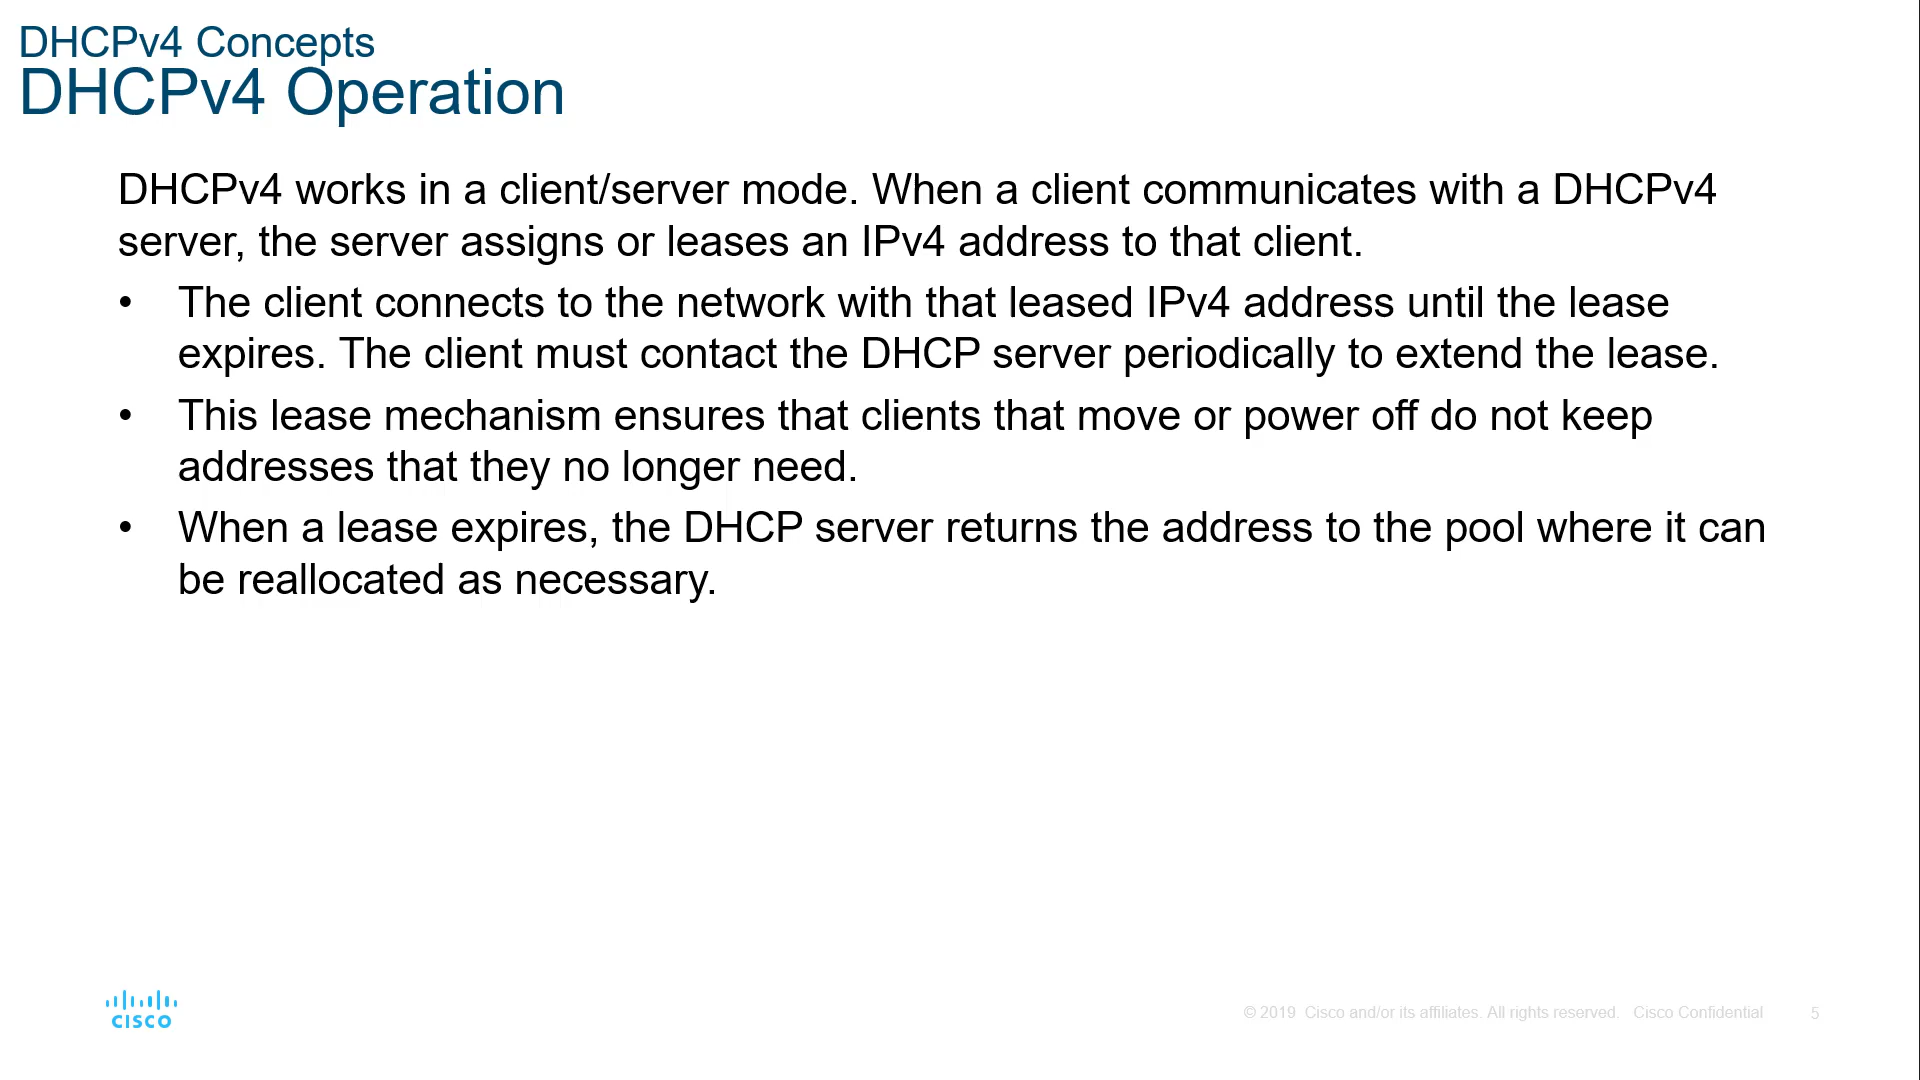 DHCPv4 Concepts
DHCPv4 Operation
DHCPv4 works in a client/server mode. When a client communicates with a DHCPv4
server, the server assigns or leases an IPv4 address to that client.
• The client connects to the network with that leased IPv4 address until the lease
expires. The client must contact the DHCP server periodically to extend the lease.
• This lease mechanism ensures that clients that move or power off do not keep
addresses that they no longer need.
• When a lease expires, the DHCP server returns the address to the pool where it can
be reallocated as necessary.
CISCO
© 2019 Cisco and/or its affiliates. All rights reserved. Cisco Confidential 5